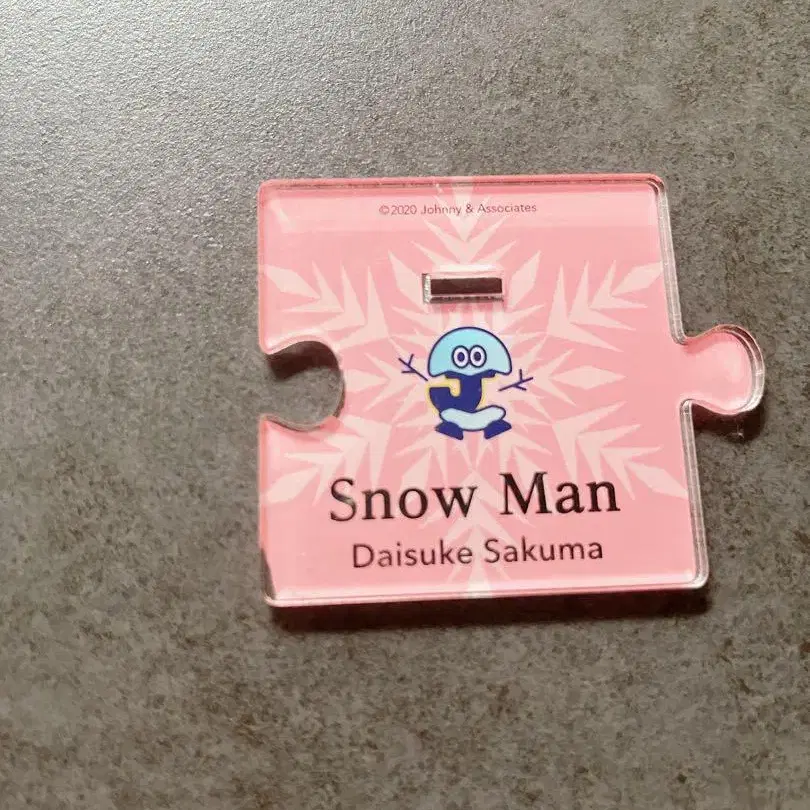 ©2020 Johnny & Associates
J
Snow Man
Daisuke Sakuma